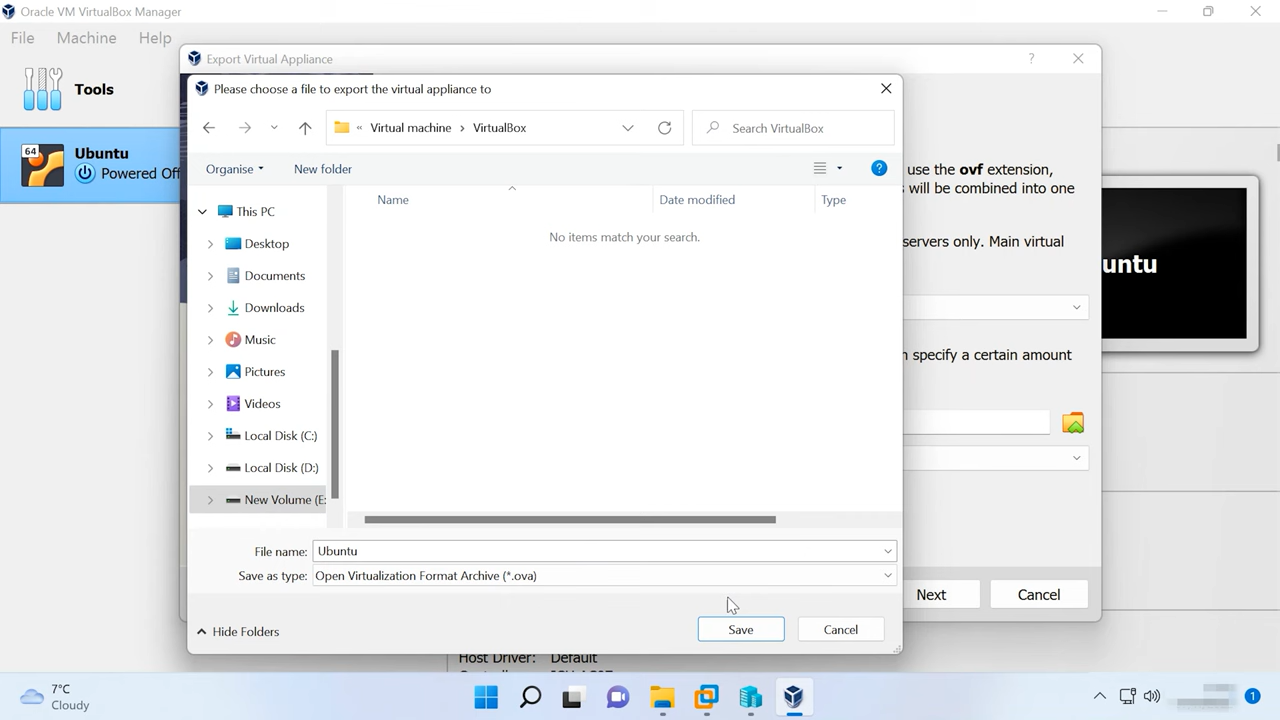 Oracle VM VirtualBox Manager
File Machine Help
Export Virtual Appliance ?
Please choose a file to export the virtual appliance to
Tools
« Virtual machine › VirtualBox
Search VirtualBox
64
Ubuntu
Powered Off
Organise New folder ?
use the ovf extension,
s will be combined into one
Name Date modified Type
This PC
No items match your search.
servers only. Main virtual
Desktop
untu
Documents
Downloads
Music
n specify a certain amount
Pictures
Videos
Local Disk (C:)
Local Disk (D:)
New Volume (E:
File name: Ubuntu
Save as type: Open Virtualization Format Archive (*.ova)
Next Cancel
Hide Folders Save Cancel
Host Driver: Default
7°C
Cloudy
1